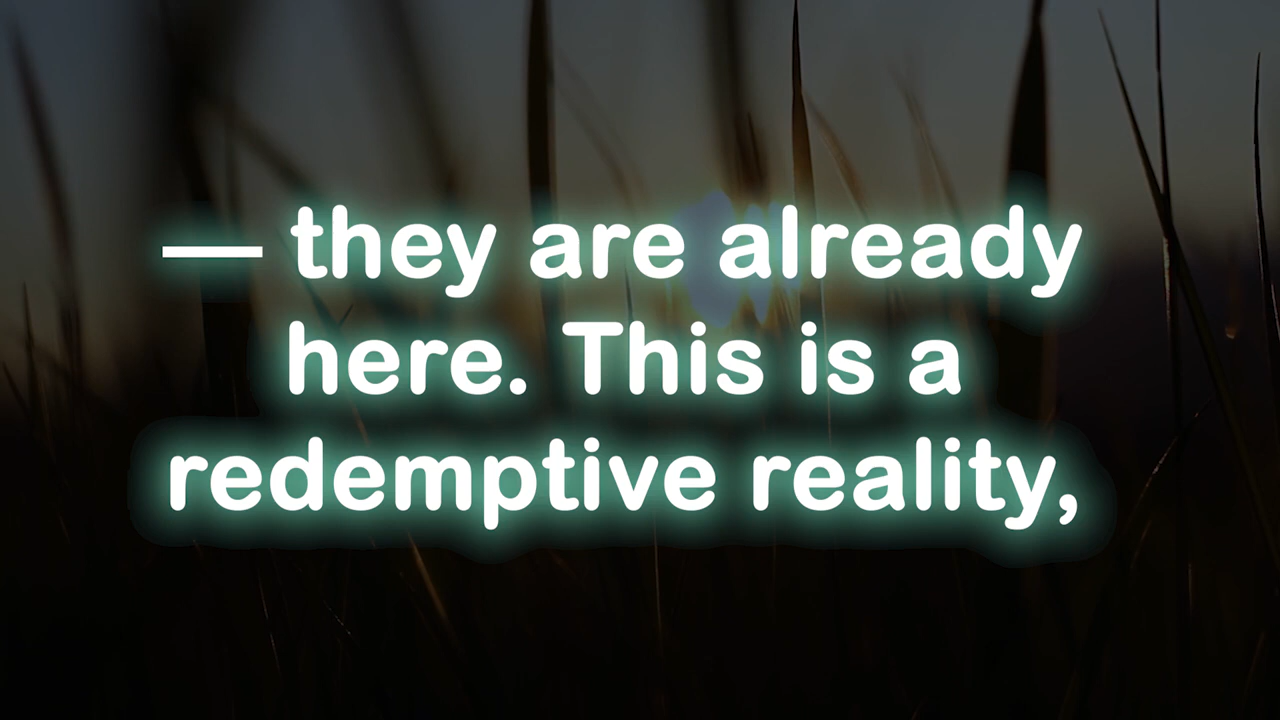 — they are already
here. This is a
redemptive reality,